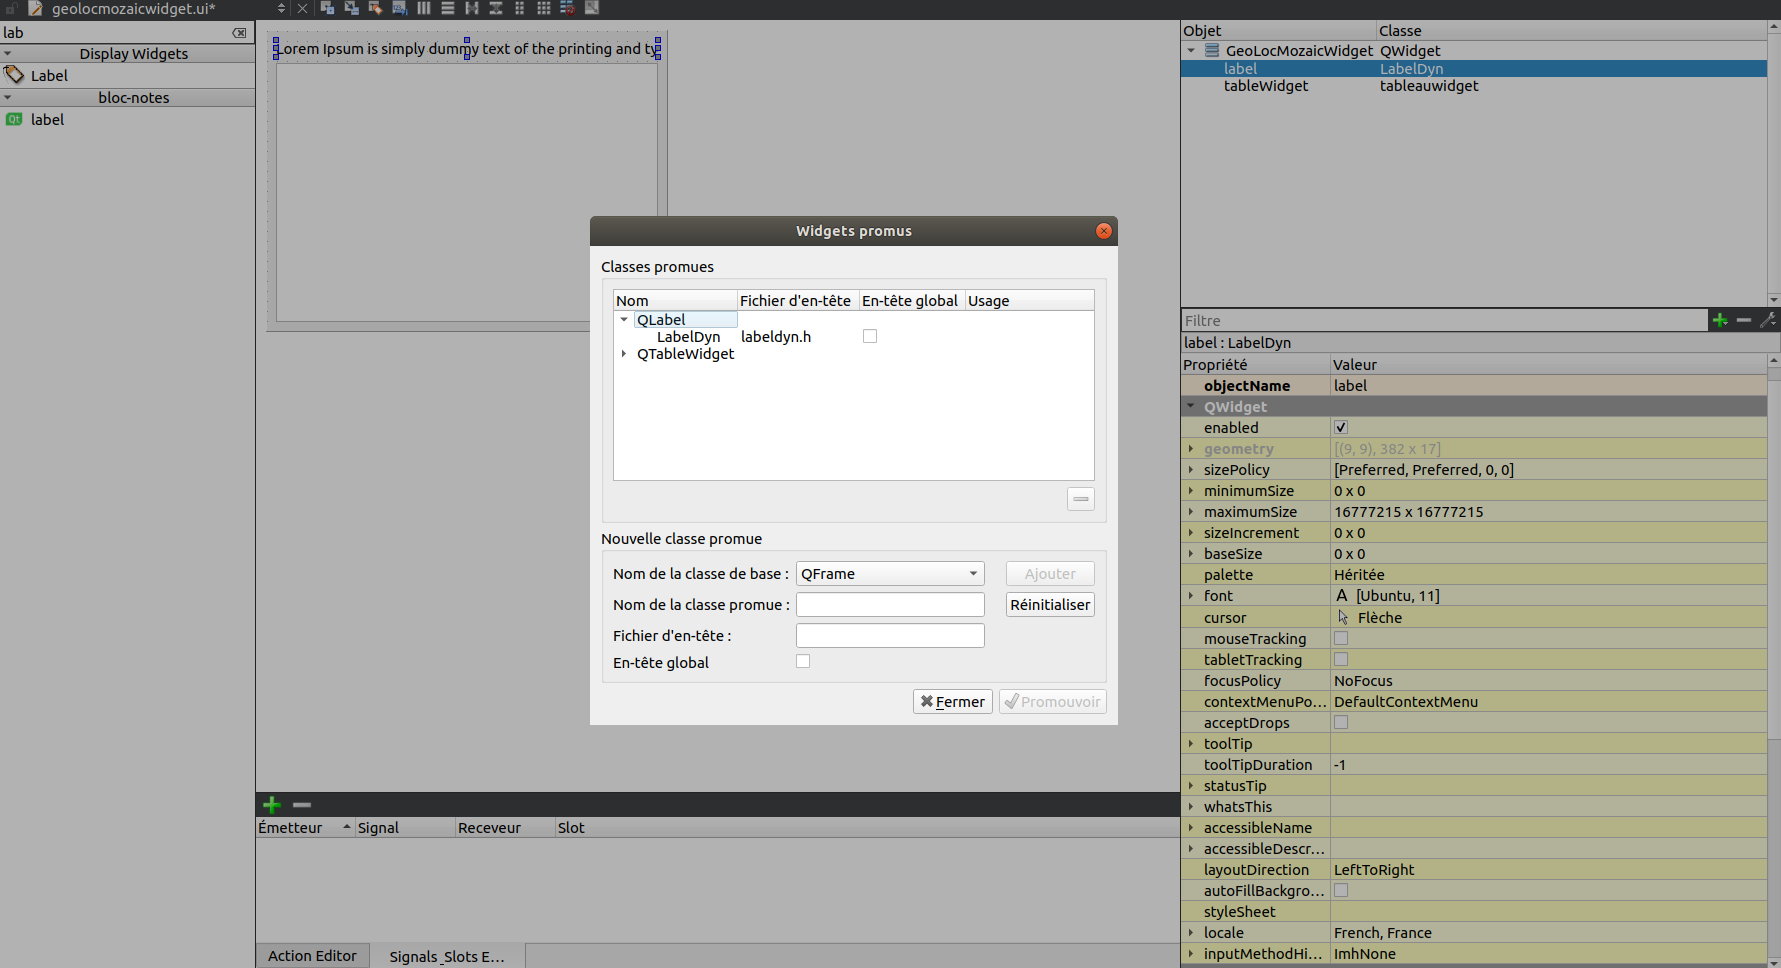 geolocmozaicwidget.ui*
lab
Display Widgets
Label
bloc-notes
label
Lorem Ipsum is simply dummy text of the printing and ty
Widgets promus
Classes promues
Nom Fichier d'en-tête En-tête global Usage
QLabel
LabelDyn labeldyn.h
QTableWidget
Nouvelle classe promue
Nom de la classe de base : QFrame Ajouter
Nom de la classe promue : Réinitialiser
Fichier d'en-tête :
En-tête global
Fermer Promouvoir
Émetteur Signal Receveur Slot
Action Editor Signals_Slots E...
Objet Classe
GeoLocMozaicWidget QWidget
label LabelDyn
tableWidget tableauwidget
Filtre
label : LabelDyn
Propriété Valeur
objectName label
QWidget
enabled
geometry [(9, 9), 382 x 17]
sizePolicy [Preferred, Preferred, 0, 0]
minimumSize 0 x 0
maximumSize 16777215 x 16777215
sizeIncrement 0 x 0
baseSize 0 x 0
palette Héritée
font A [Ubuntu, 11]
cursor Flèche
mouseTracking
tabletTracking
focusPolicy NoFocus
contextMenuPo... DefaultContextMenu
acceptDrops
toolTip
toolTipDuration -1
statusTip
whatsThis
accessibleName
accessibleDescr...
layoutDirection LeftToRight
autoFillBackgro...
styleSheet
locale French, France
inputMethodHi... ImhNone